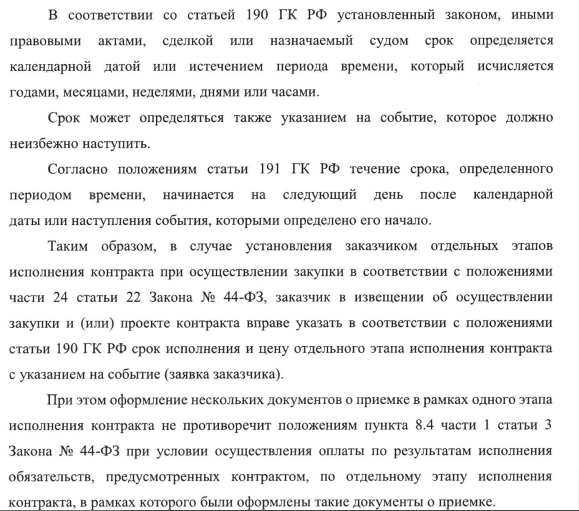 В соответствии со статьей 190 ГК РФ установленный законом, иными
правовыми актами, сделкой или назначаемый судом срок определяется
календарной датой или истечением периода времени, который исчисляется
годами, месяцами, неделями, днями или часами.
Срок может определяться также указанием на событие, которое должно
неизбежно наступить.
Согласно положениям статьи 191 ГК РФ течение срока, определенного
периодом времени, начинается на следующий день после календарной
даты или наступления события, которыми определено его начало.
Таким образом, в случае установления заказчиком отдельных этапов
исполнения контракта при осуществлении закупки в соответствии с положениями
части 24 статьи 22 Закона № 44-ФЗ, заказчик в извещении об осуществлении
закупки и (или) проекте контракта вправе указать в соответствии с положениями
статьи 190 ГК РФ срок исполнения и цену отдельного этапа исполнения контракта
с указанием на событие (заявка заказчика).
При этом оформление нескольких документов о приемке в рамках одного этапа
исполнения контракта не противоречит положениям пункта 8.4 части 1 статьи 3
Закона № 44-ФЗ при условии осуществления оплаты по результатам исполнения
обязательств, предусмотренных контрактом, по отдельному этапу исполнения
контракта, в рамках которого были оформлены такие документы о приемке.